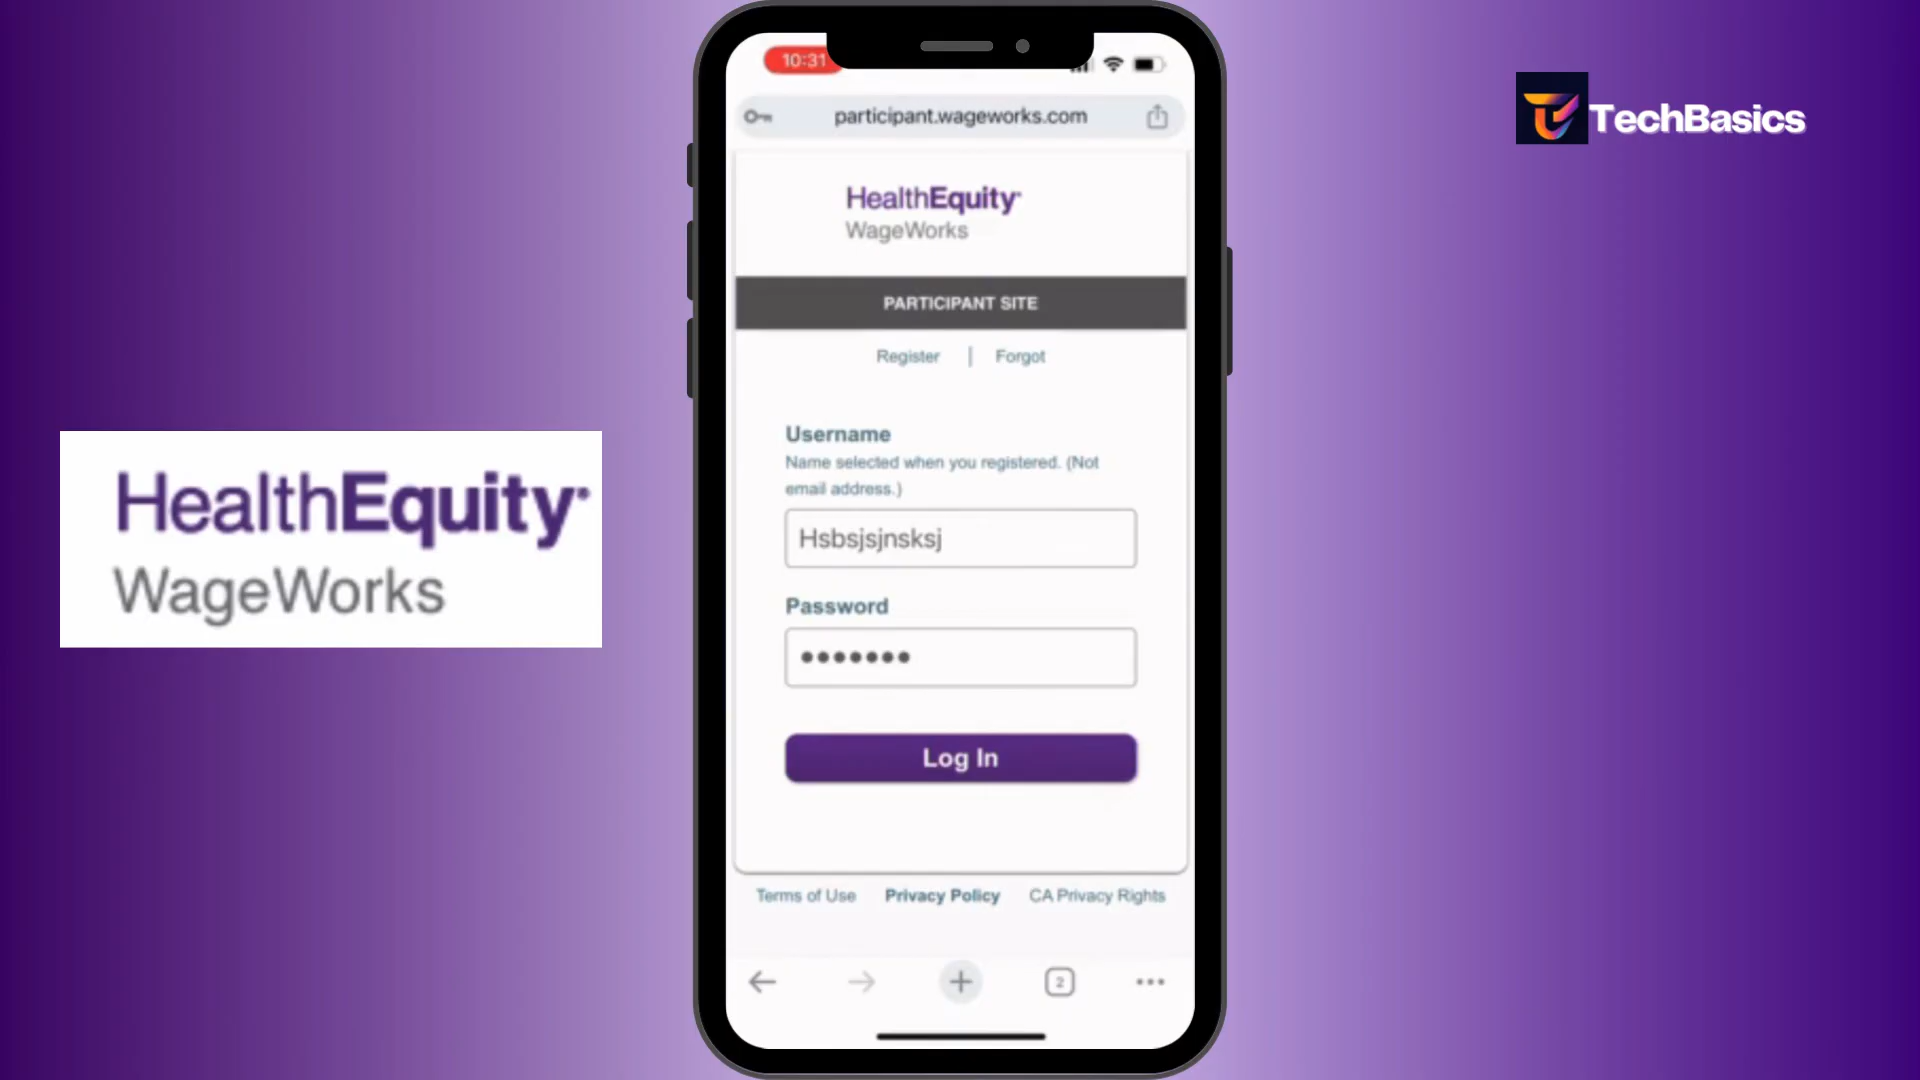 10:31
participant.wageworks.com
TechBasics
HealthEquity
WageWorks
PARTICIPANT SITE
Register | Forgot
Username
Name selected when you registered. (Not
email address.)
Hsbsjsjnsksj
Password
•••••••
Log In
Terms of Use Privacy Policy CA Privacy Rights
2
HealthEquity
WageWorks